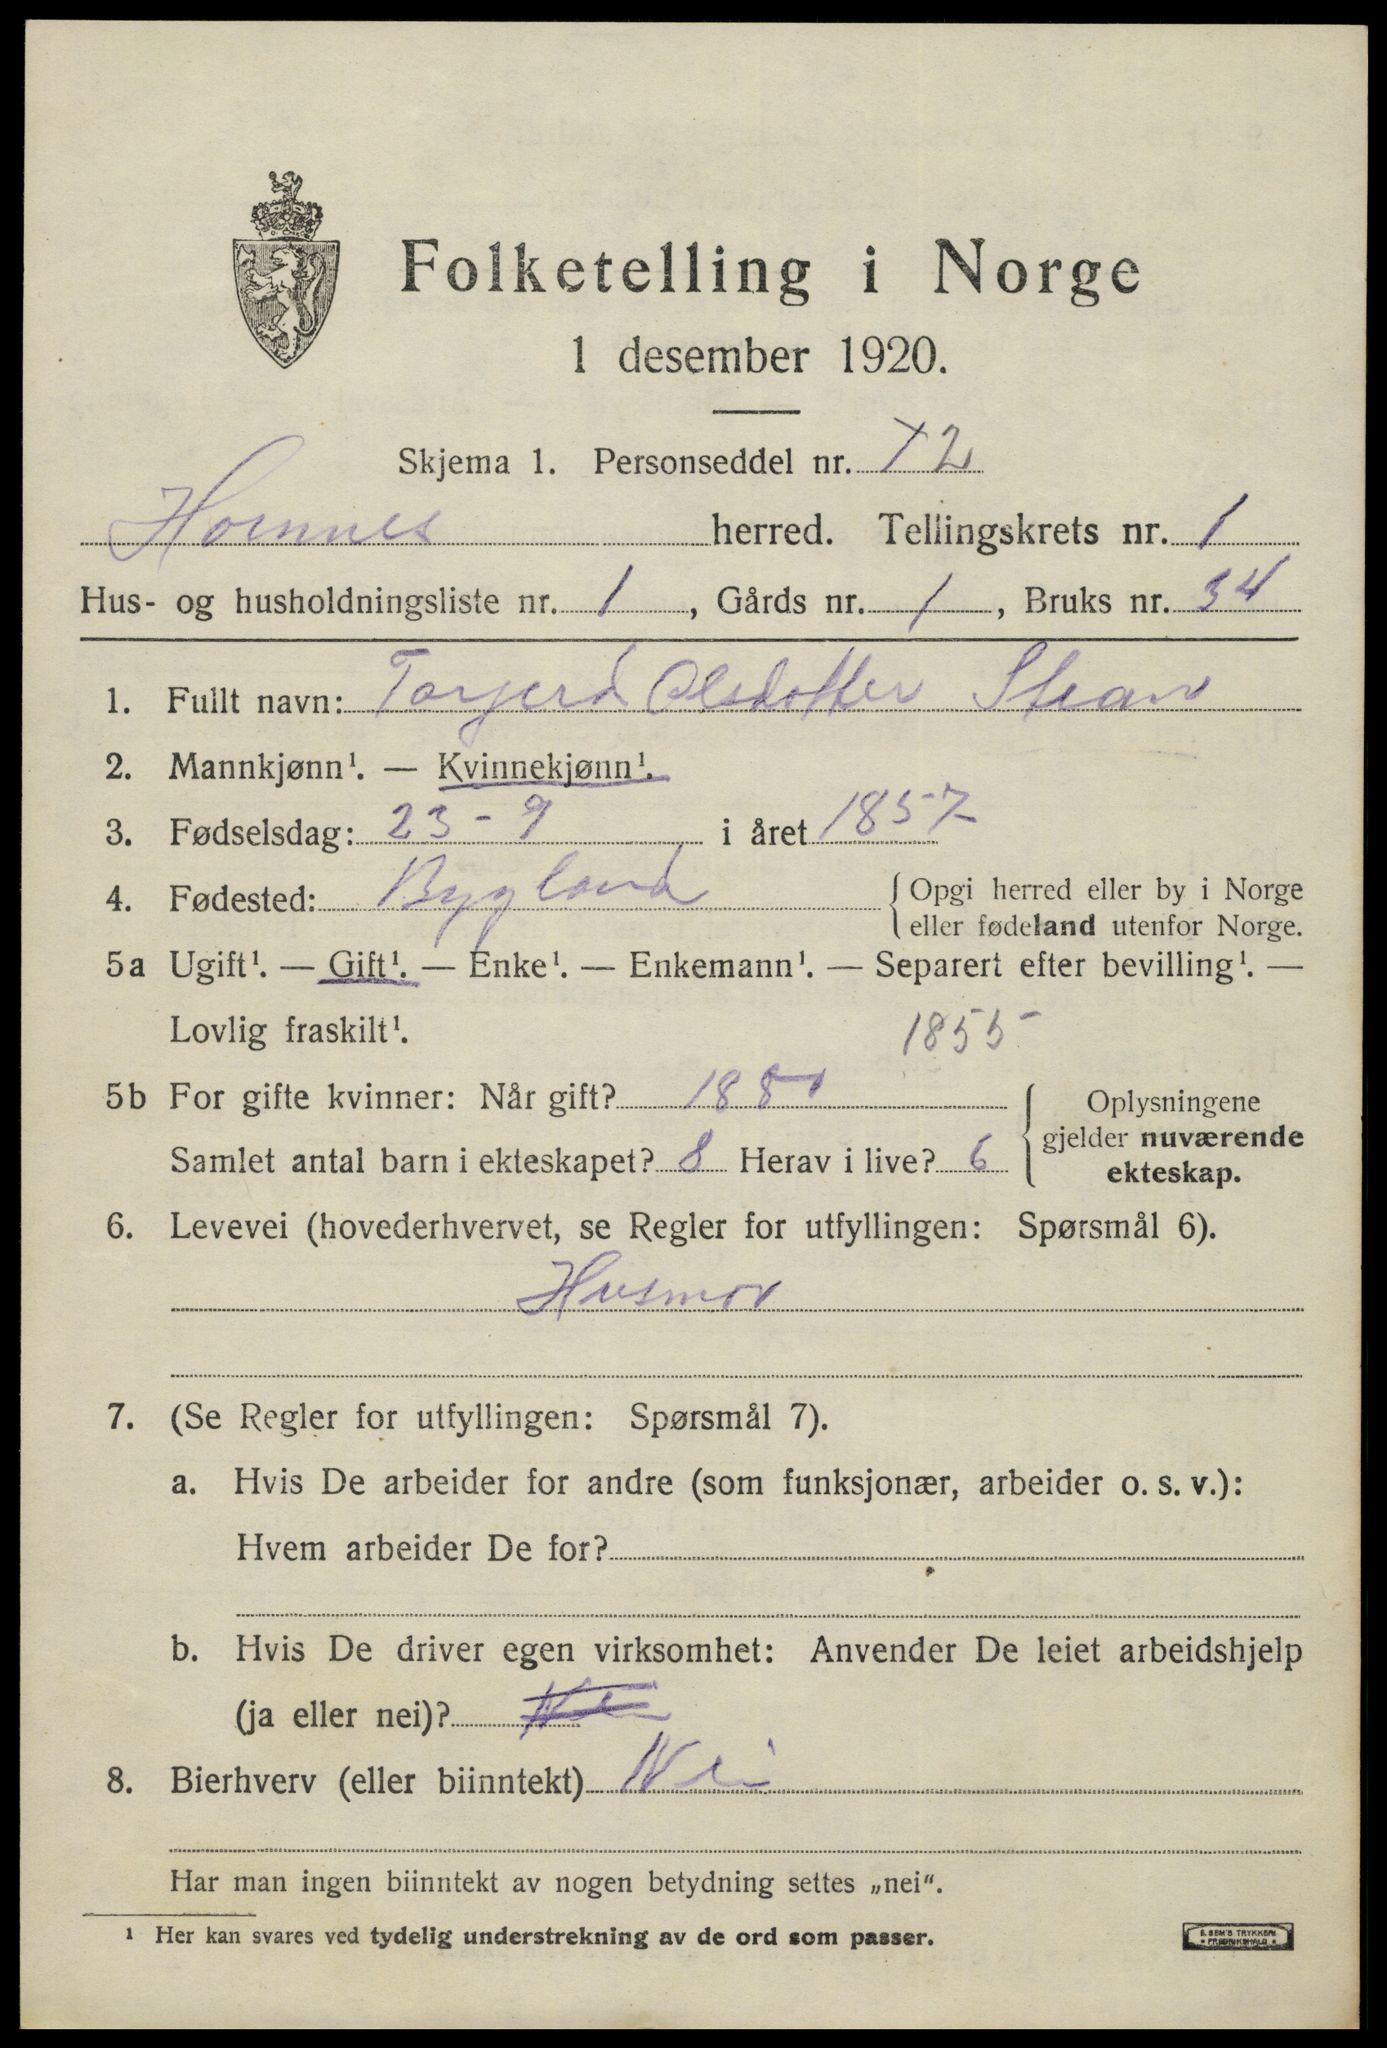 Folketelling i Norge
1 desember 1920.
Skjema 1. Personseddel nr. 2
Hornnes herred. Tellingskrets nr. 1
Hus- og husholdningsliste nr. 1, Gårds nr. 1, Bruks nr. 34
1. Fullt navn: Torgerd Olsdotter
2. Mannkjønn¹. — Kvinnekjønn¹.
3. Fødselsdag: 23-9 i året 1857
4. Fødested: Bygland {Opgi herred eller by i Norge
eller fødeland utenfor Norge.
5a Ugift¹. — Gift¹. — Enke¹. — Enkemann¹. — Separert efter bevilling¹. —
Lovlig fraskilt¹. 1855
5b For gifte kvinner: Når gift? 1880 Oplysningene
gjelder nuværende
Samlet antal barn i ekteskapet? 8 Herav i live? 6 ekteskap.
6. Levevei (hovederhvervet, se Regler for utfyllingen: Spørsmål 6).
Husmor
7. (Se Regler for utfyllingen: Spørsmål 7).
a. Hvis De arbeider for andre (som funksjonær, arbeider o. s. v.):
Hvem arbeider De for?
b. Hvis De driver egen virksomhet: Anvender De leiet arbeidshjelp
(ja eller nei)? Nei
8. Bierhverv (eller biinntekt) Nei
Har man ingen biinntekt av nogen betydning settes „nei".
¹ Her kan svares ved tydelig understrekning av de ord som passer.
E. SEM'S TRYKKERI
FREDRIKSHALD